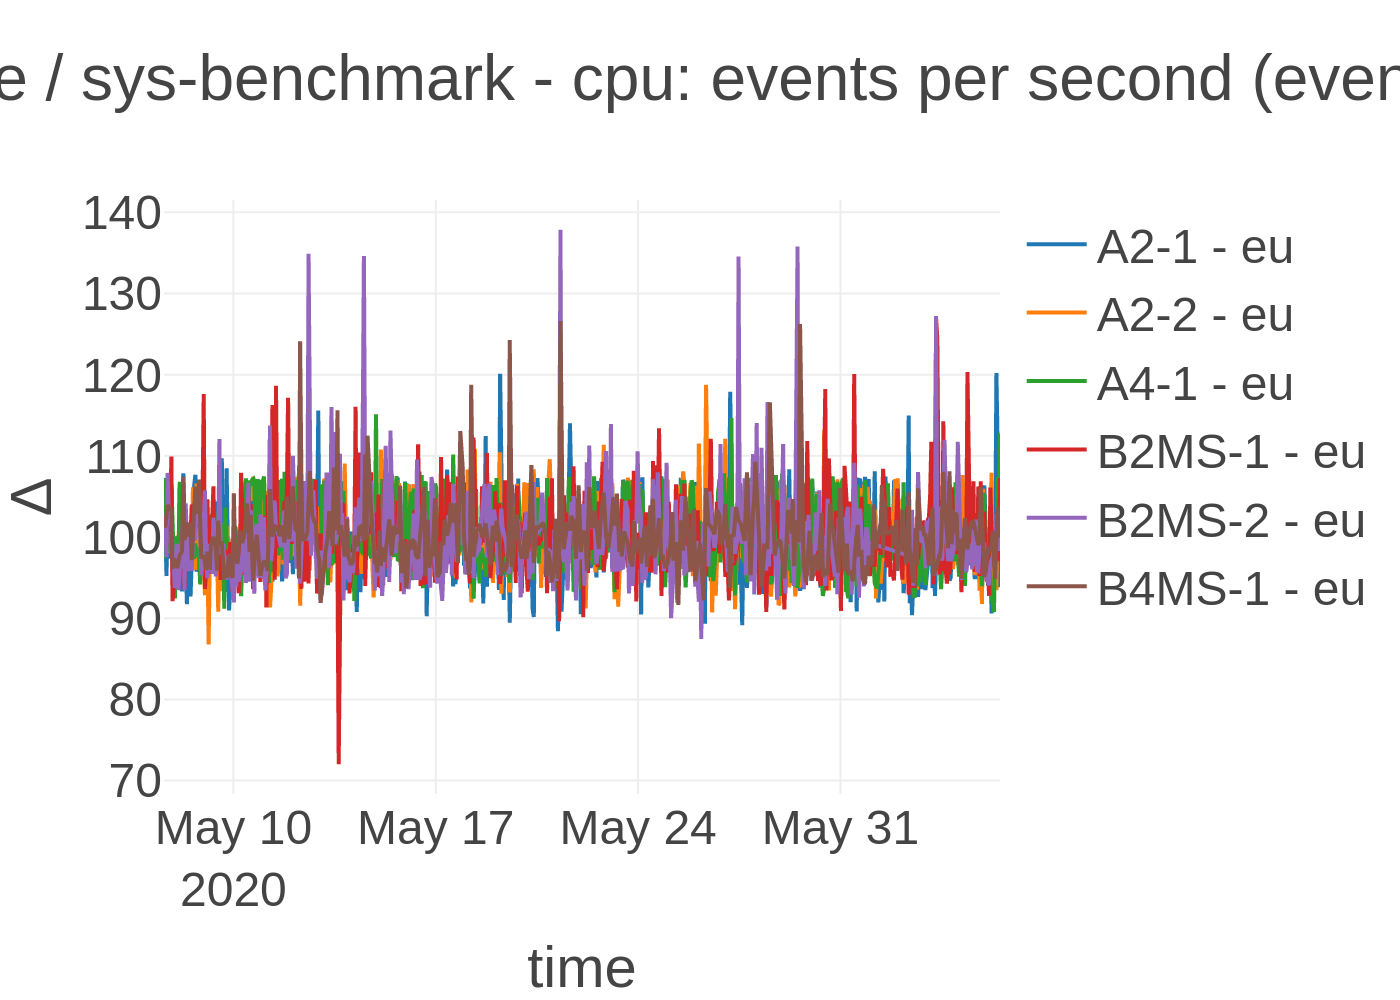 e / sys-benchmark - cpu: events per second (even
140
130
120
110
100
90
80
70
Δ
May 10
2020
May 17
May 24
May 31
time
A2-1 - eu
A2-2 - eu
A4-1 - eu
B2MS-1 - eu
B2MS-2 - eu
B4MS-1 - eu